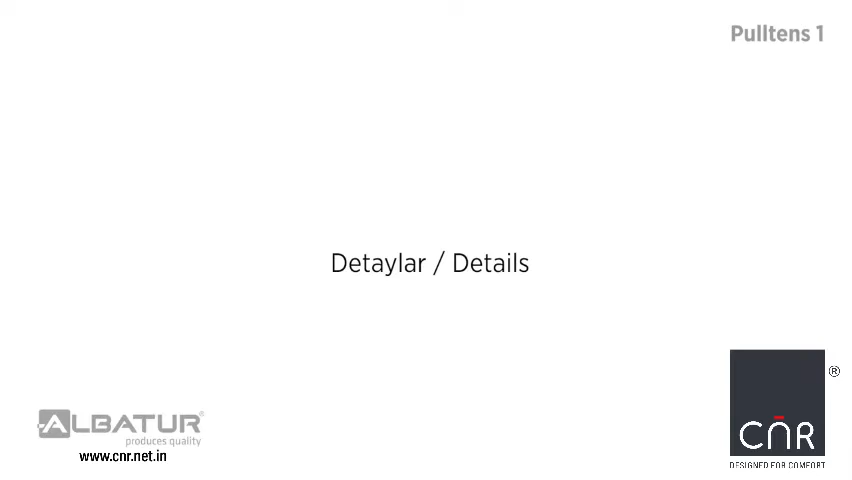 Pulltens 1
Detaylar / Details
ALBATUR®
produces quality
www.cnr.net.in
CNR ®
DESIGNED FOR COMFORT